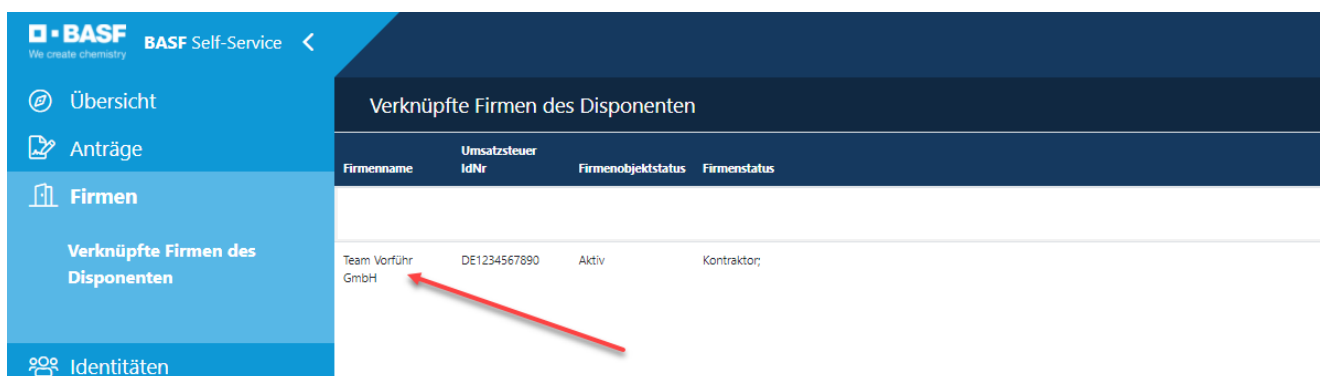 BASF
We create chemistry
BASF Self-Service
Übersicht
Anträge
Firmen
Verknüpfte Firmen des
Disponenten
Identitäten
Verknüpfte Firmen des Disponenten
Firmenname
Umsatzsteuer
IdNr
Firmenobjektstatus
Firmenstatus
Team Vorführ
GmbH
DE1234567890
Aktiv
Kontraktor;